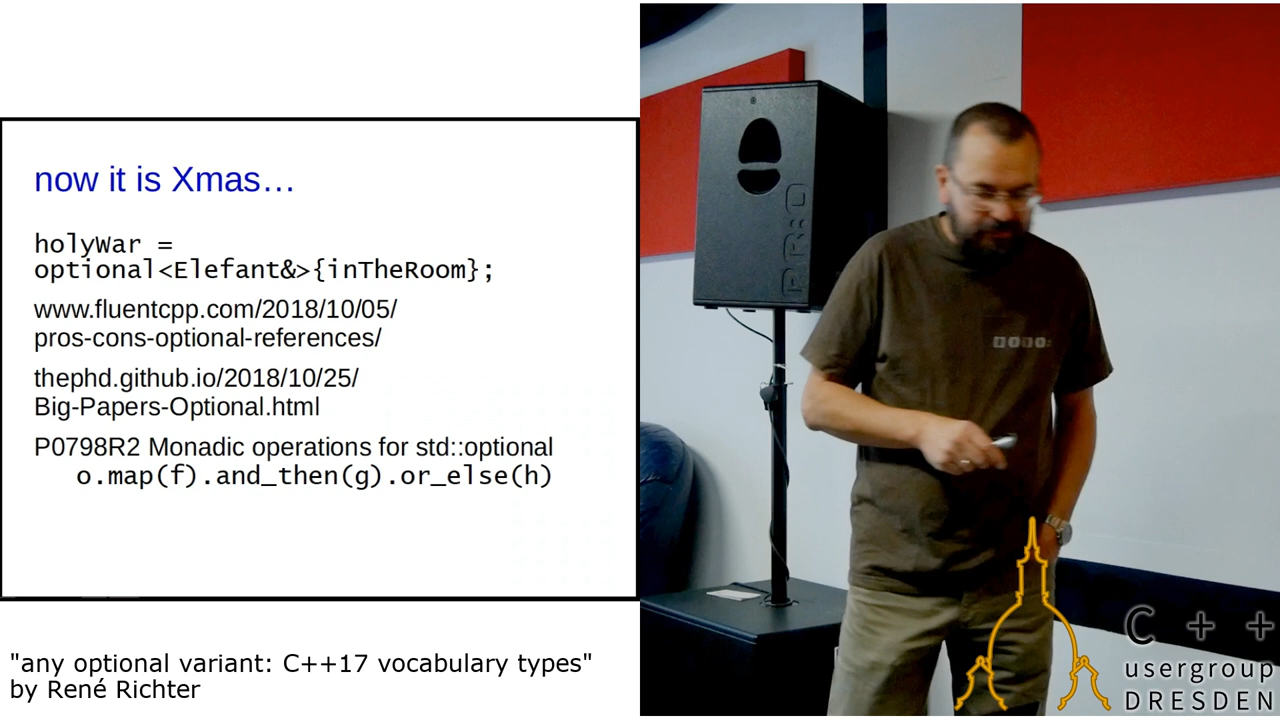 now it is Xmas…
holyWar =
optional<Elefant&>{inTheRoom};
www.fluentcpp.com/2018/10/05/
pros-cons-optional-references/
thephd.github.io/2018/10/25/
Big-Papers-Optional.html
P0798R2 Monadic operations for std::optional
o.map(f).and_then(g).or_else(h)
"any optional variant: C++17 vocabulary types"
by René Richter
PR:O
C + +
usergroup
DRESDEN